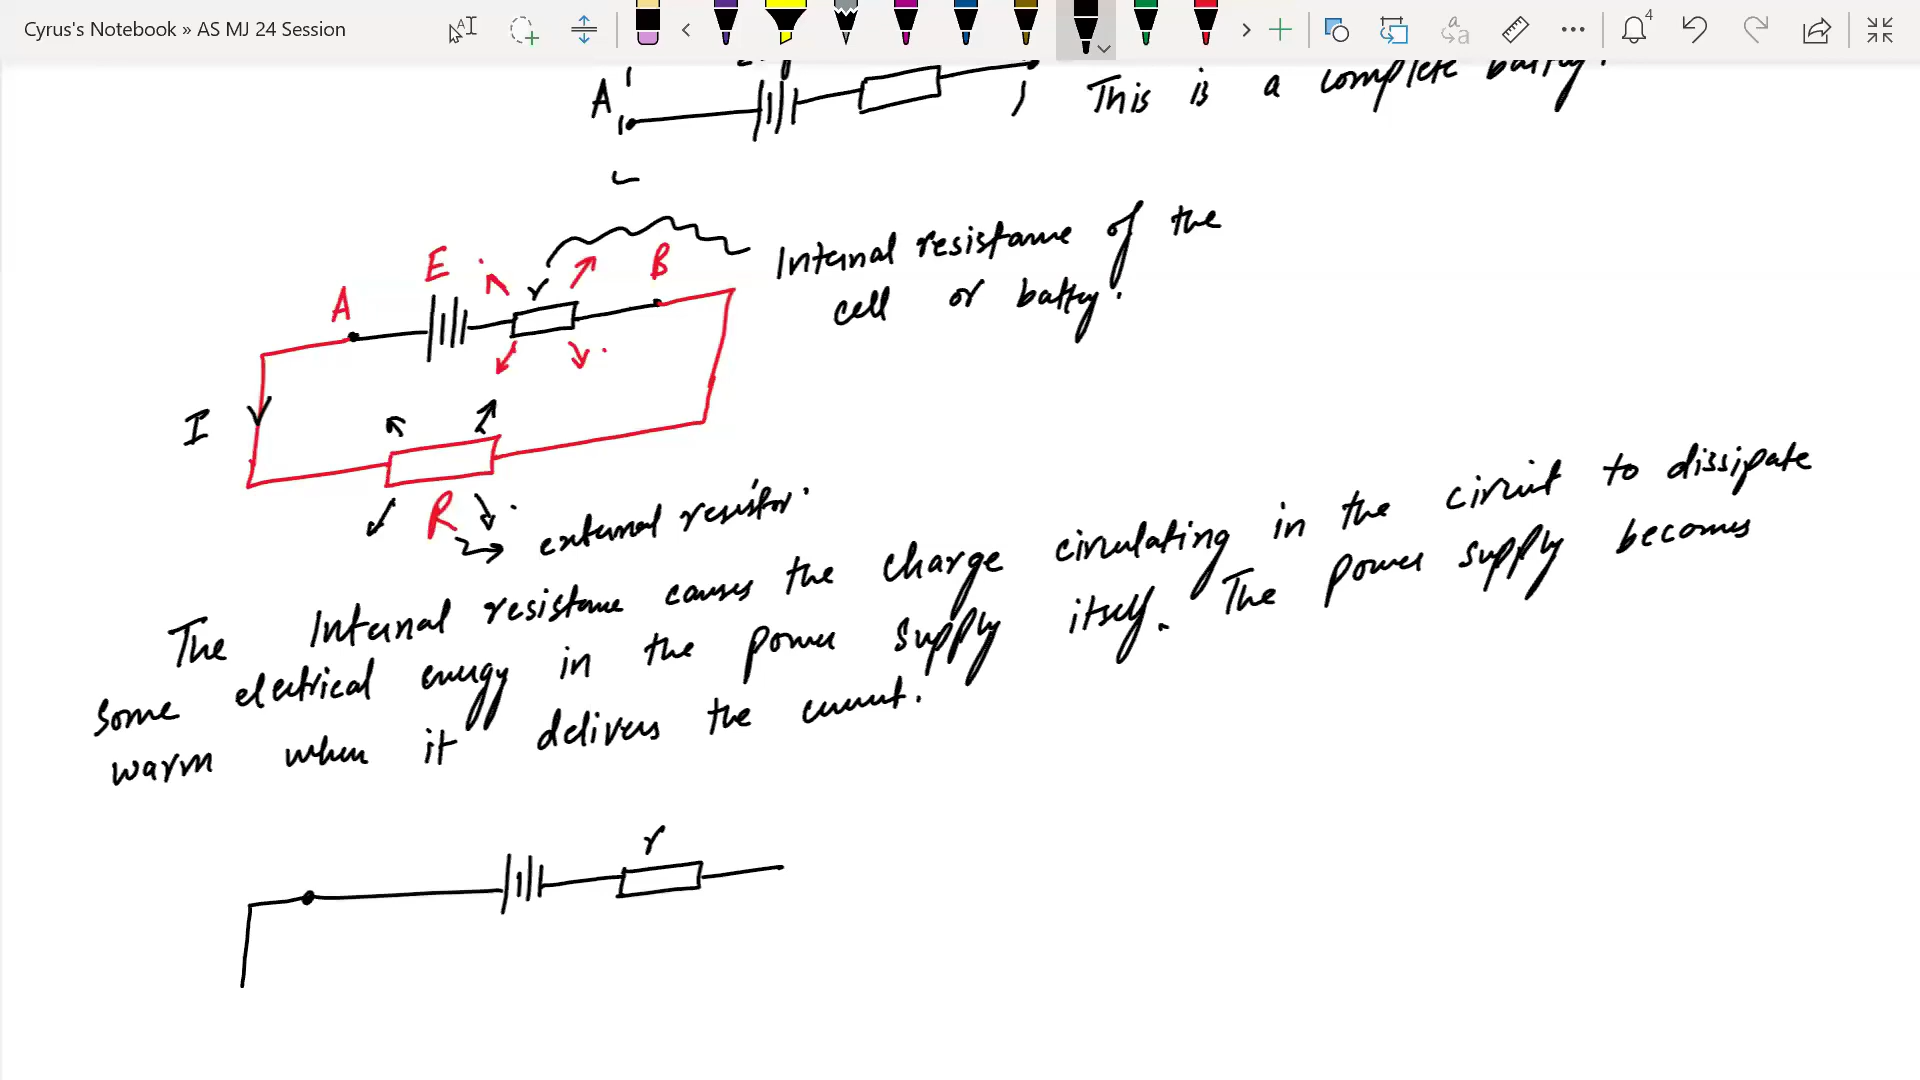 Cyrus's Notebook » AS MJ 24 Session
4
A
This is a complete battery.
E
r
B
A
Internal resistance of the
cell or battery.
I
R
external resistor.
The Internal resistance causes the charge circulating in the circuit to dissipate
some electrical energy in the power supply itself. The power supply becomes
warm when it delivers the current.
r